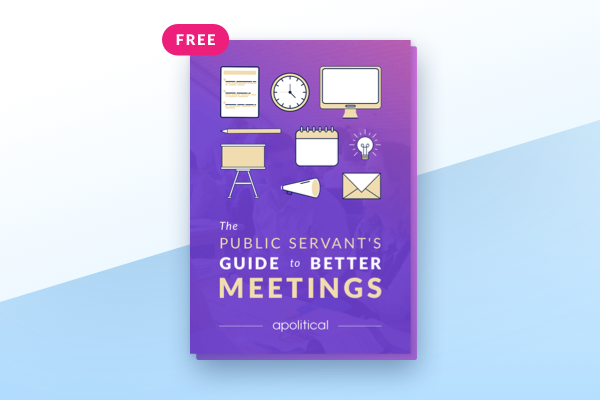 FREE
The
PUBLIC SERVANT'S
GUIDE to BETTER
MEETINGS
apolitical